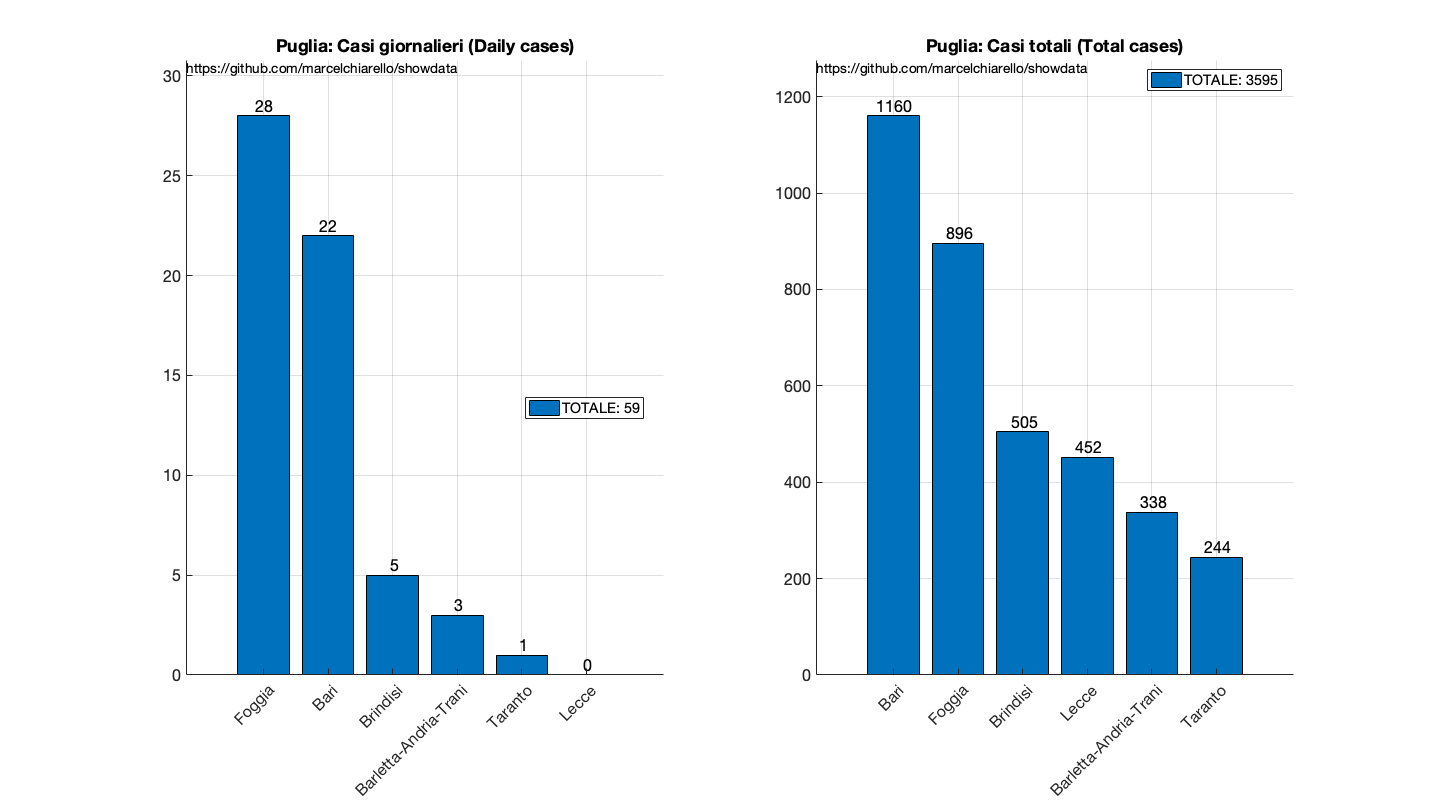 Puglia: Casi giornalieri (Daily cases)
https://github.com/marcelchiarello/showdata
30
25
20
15
10
5
0
28
22
5
3
1
0
TOTALE: 59
Foggia
Bari
Brindisi
Barletta-Andria-Trani
Taranto
Lecce
Puglia: Casi totali (Total cases)
https://github.com/marcelchiarello/showdata
TOTALE: 3595
1200
1000
800
600
400
200
0
1160
896
505
452
338
244
Bari
Foggia
Brindisi
Lecce
Barletta-Andria-Trani
Taranto